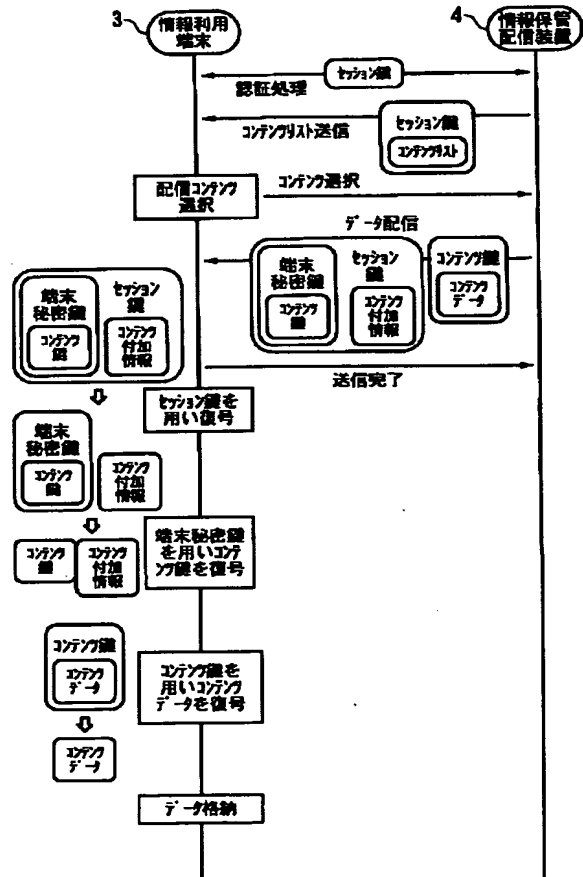 3
情報利用
端末
4
情報保管
配信装置
セッション鍵
認証処理
コンテンツリスト送信
セッション鍵
コンテンツリスト
配信コンテンツ
選択
コンテンツ選択
データ配信
端末
秘密鍵
コンテンツ
鍵
セッション
鍵
コンテンツ
付加
情報
コンテンツ鍵
コンテンツ
データ
端末
秘密鍵
コンテンツ
鍵
セッション
鍵
コンテンツ
付加
情報
送信完了
セッション鍵を
用い復号
端末
秘密鍵
コンテンツ
鍵
コンテンツ
付加
情報
端末秘密鍵
を用いコンテ
ンツ鍵を復号
コンテンツ
鍵
コンテンツ
付加
情報
コンテンツ鍵
コンテンツ
データ
コンテンツ鍵を
用いコンテンツ
データを復号
コンテンツ
データ
データ格納